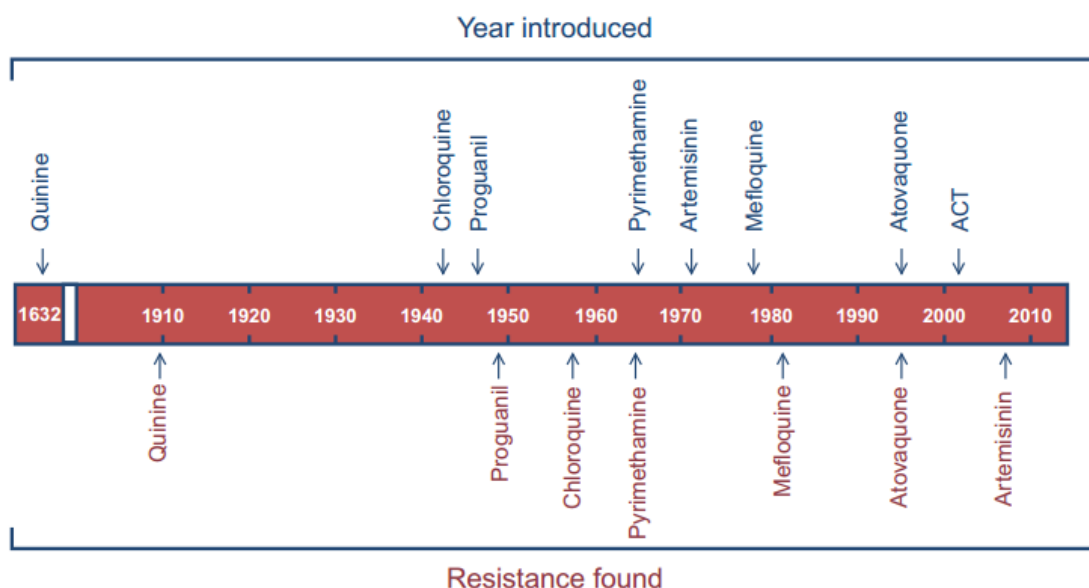 Year introduced
Quinine
Chloroquine
Proguanil
Pyrimethamine
Artemisinin
Mefloquine
Atovaquone
ACT
1632 1910 1920 1930 1940 1950 1960 1970 1980 1990 2000 2010
Quinine
Proguanil
Chloroquine
Pyrimethamine
Mefloquine
Atovaquone
Artemisinin
Resistance found